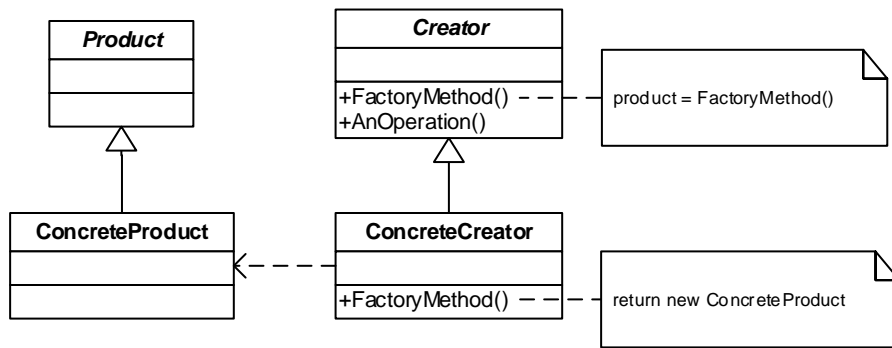 Product
Creator
+FactoryMethod()
+AnOperation()
product = FactoryMethod()
ConcreteProduct
ConcreteCreator
+FactoryMethod()
return new ConcreteProduct